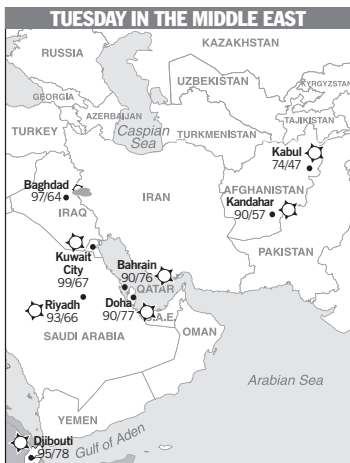 TUESDAY IN THE MIDDLE EAST
KAZAKHSTAN
RUSSIA
UZBEKISTAN
KYRGYZSTAN
GEORGIA
AZERBAIJAN
TAJIKISTAN
TURKEY
Caspian
Sea
TURKMENISTAN
Kabul
74/47
Baghdad
97/64
IRAQ
IRAN
AFGHANISTAN
Kandahar
90/57
PAKISTAN
Kuwait
City
99/67
Bahrain
90/76
QATAR
Doha
90/77
U.A.E.
Riyadh
93/66
SAUDI ARABIA
OMAN
Arabian Sea
YEMEN
Gulf of Aden
Djibouti
95/78